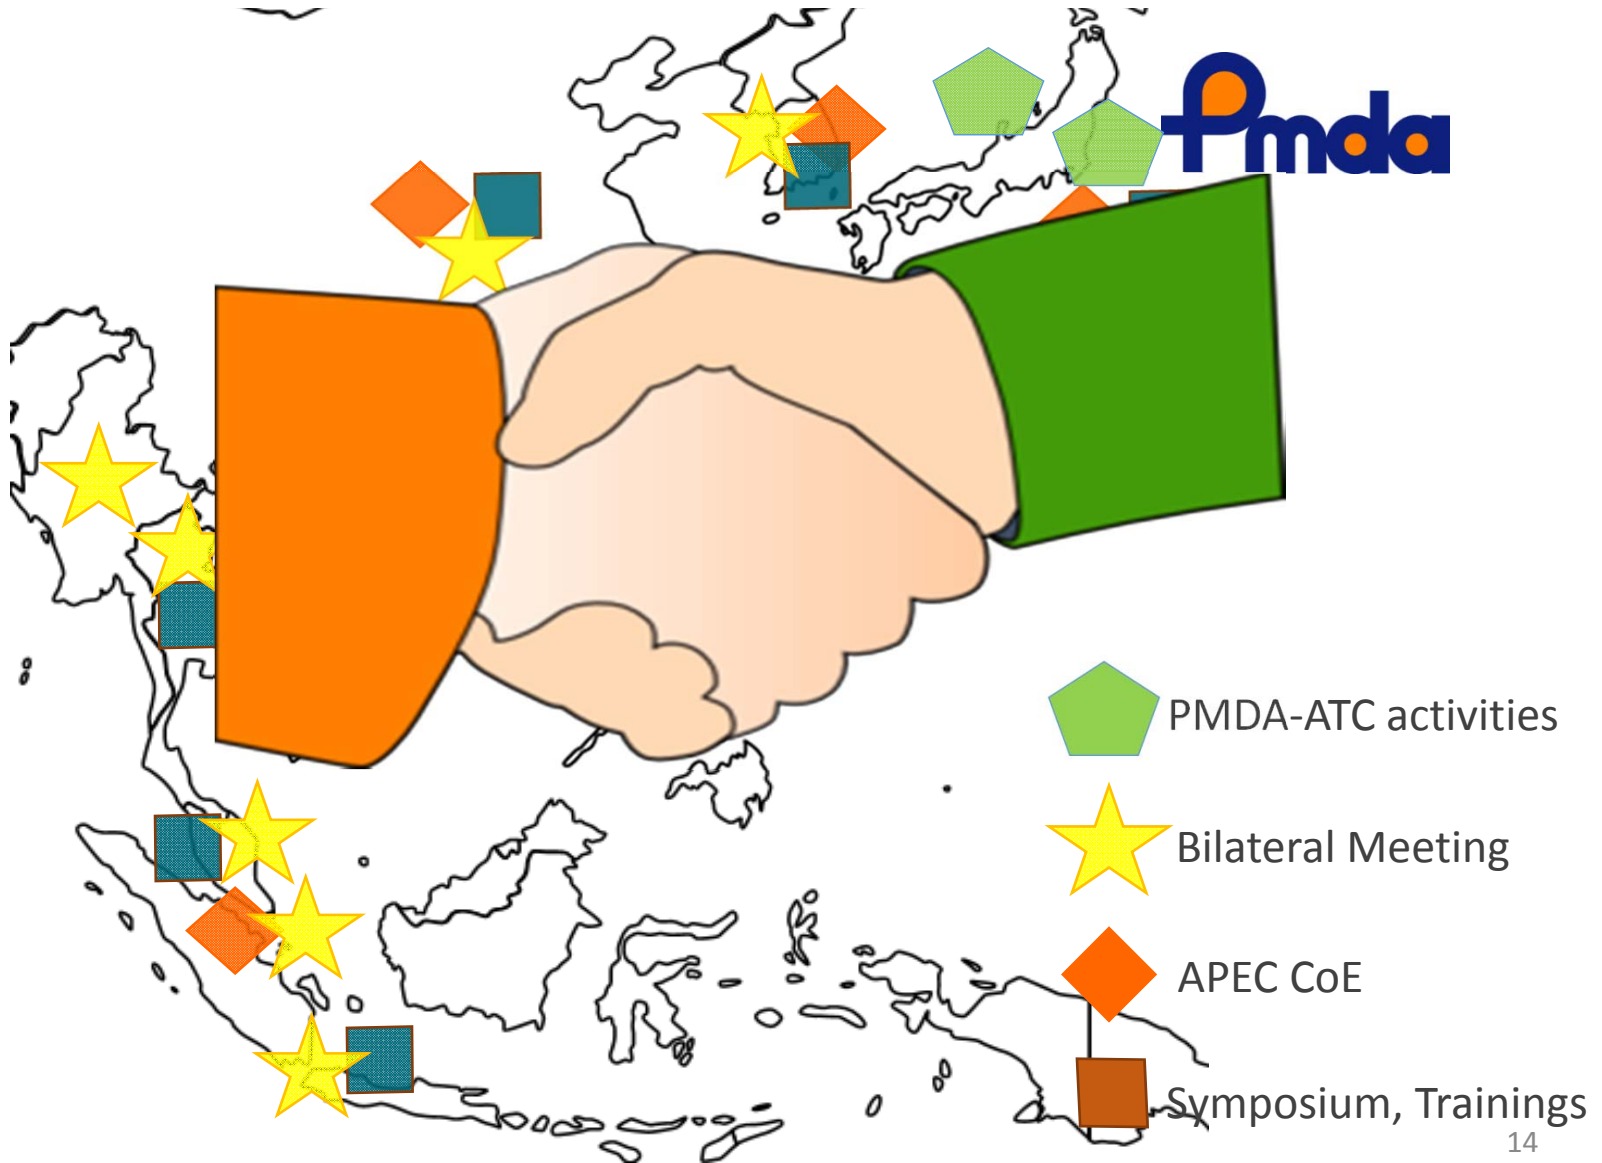 Pmda
PMDA-ATC activities
Bilateral Meeting
APEC CoE
Symposium, Trainings
14